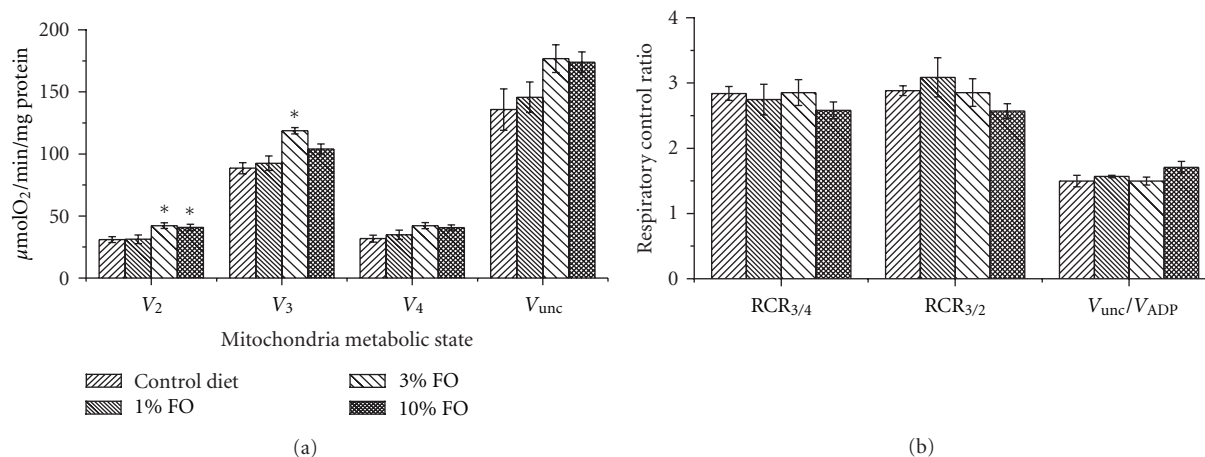 200
150
100
50
0
μmolO₂/min/mg protein
*
*
*
V₂
V₃
V₄
Vunc
Mitochondria metabolic state
Control diet
1% FO
3% FO
10% FO
(a)
4
3
2
1
0
Respiratory control ratio
RCR₃/₄
RCR₃/₂
Vunc/VADP
(b)